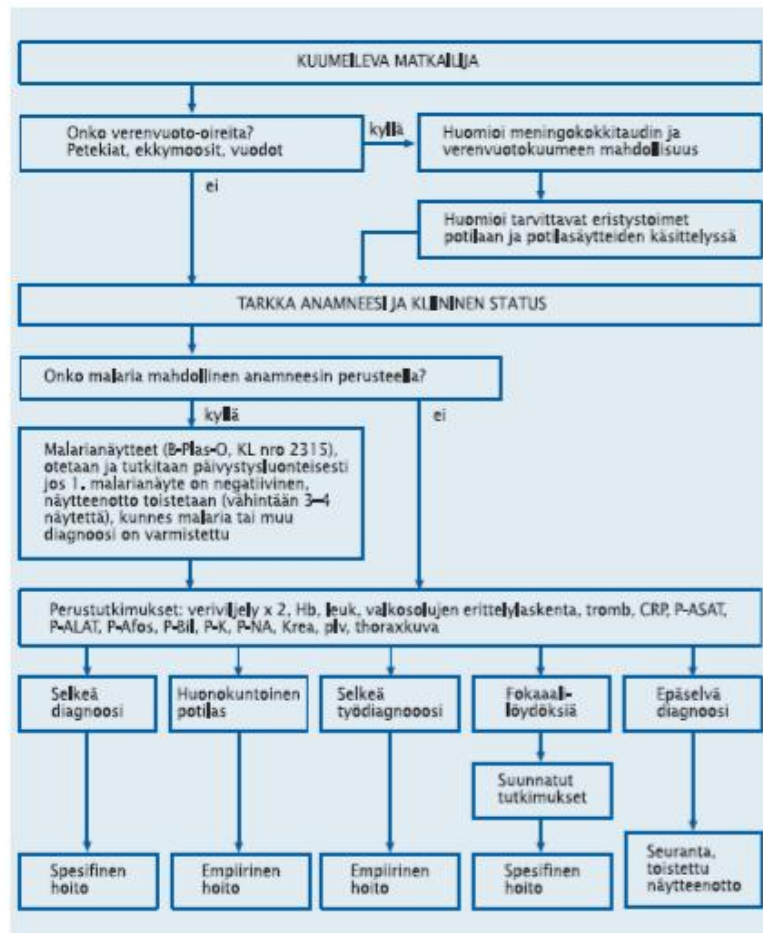 KUUMEILEVA MATKAILIJA
Onko verenvuoto-oireita?
Petekiat, ekkymoosit, vuodot
kyllä
Huomioi meningokokkitaudin ja
verenvuotokuumeen mahdollisuus
ei
Huomioi tarvittavat eristystoimet
potilaan ja potilasäytteiden käsittelyssä
TARKKA ANAMNEESI JA KLIININEN STATUS
Onko malaria mahdollinen anamneesin perusteella?
kyllä
ei
Malarianäytteet (B-Plas-O, KL nro 2315),
otetaan ja tutkitaan päivystysluonteisesti
jos 1. malarianäyte on negatiivinen,
näytteenotto toistetaan (vähintään 3–4
näytettä), kunnes malaria tai muu
diagnoosi on varmistettu
Perustutkimukset: veriviljely x 2, Hb, leuk, valkosolujen erittelylaskenta, tromb, CRP, P-ASAT,
P-ALAT, P-Afos, P-Bil, P-K, P-NA, Krea, plv, thoraxkuva
Selkeä
diagnoosi
Huonokuntoinen
potilas
Selkeä
työdiagnooosi
Fokaaali-
löydöksiä
Epäselvä
diagnoosi
Suunnatut
tutkimukset
Spesifinen
hoito
Empiirinen
hoito
Empiirinen
hoito
Spesifinen
hoito
Seuranta,
toistettu
näytteenotto